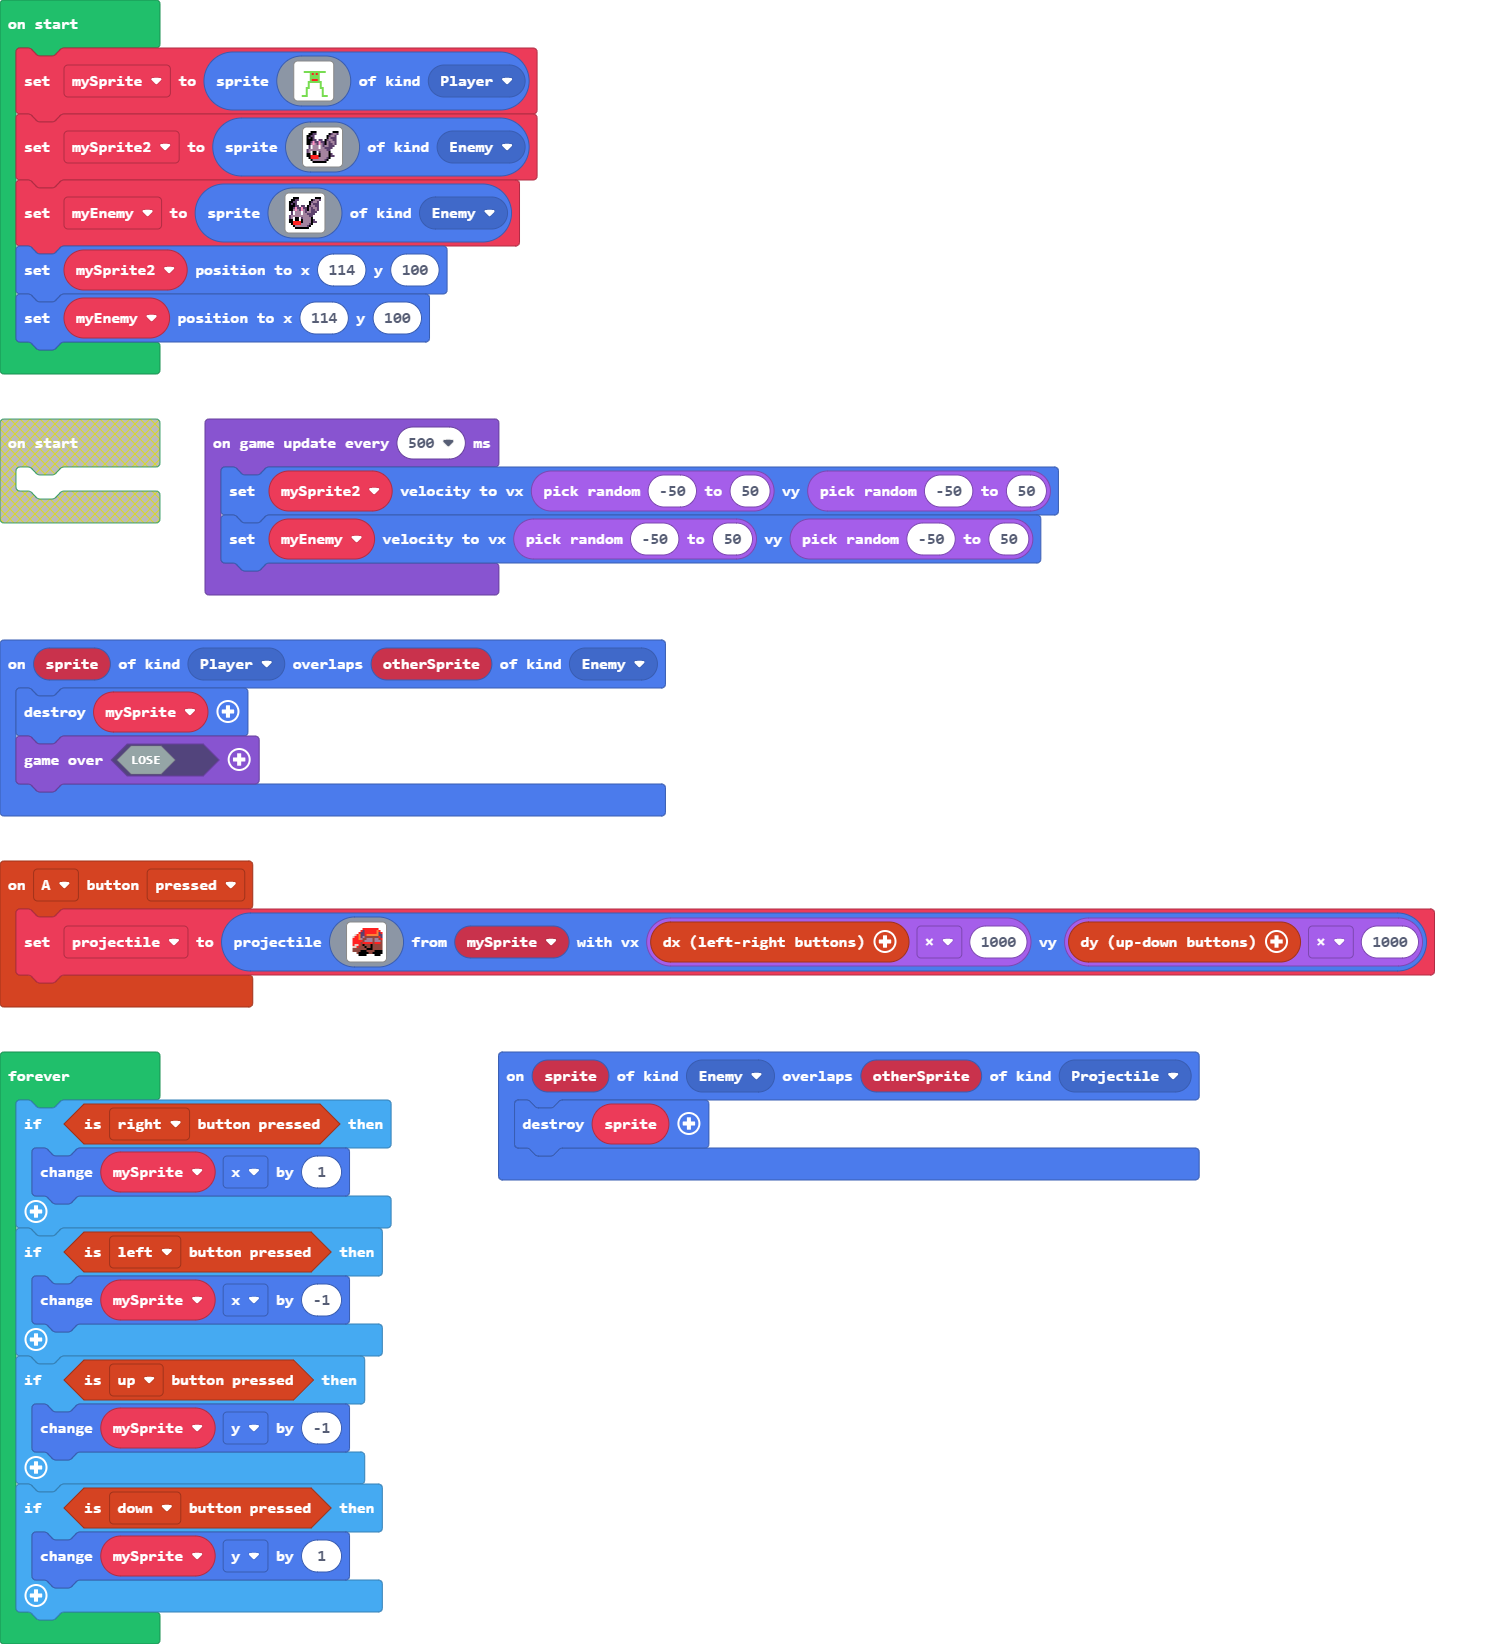 on start
set mySprite to sprite of kind Player
set mySprite2 to sprite of kind Enemy
set myEnemy to sprite of kind Enemy
set mySprite2 position to x 114 y 100
set myEnemy position to x 114 y 100
on start
on game update every 500 ms
set mySprite2 velocity to vx pick random -50 to 50 vy pick random -50 to 50
set myEnemy velocity to vx pick random -50 to 50 vy pick random -50 to 50
on sprite of kind Player overlaps otherSprite of kind Enemy
destroy mySprite
game over LOSE
on A button pressed
set projectile to projectile from mySprite with vx dx (left-right buttons) × 1000 vy dy (up-down buttons) × 1000
forever
if is right button pressed then
change mySprite x by 1
if is left button pressed then
change mySprite x by -1
if is up button pressed then
change mySprite y by -1
if is down button pressed then
change mySprite y by 1
on sprite of kind Enemy overlaps otherSprite of kind Projectile
destroy sprite